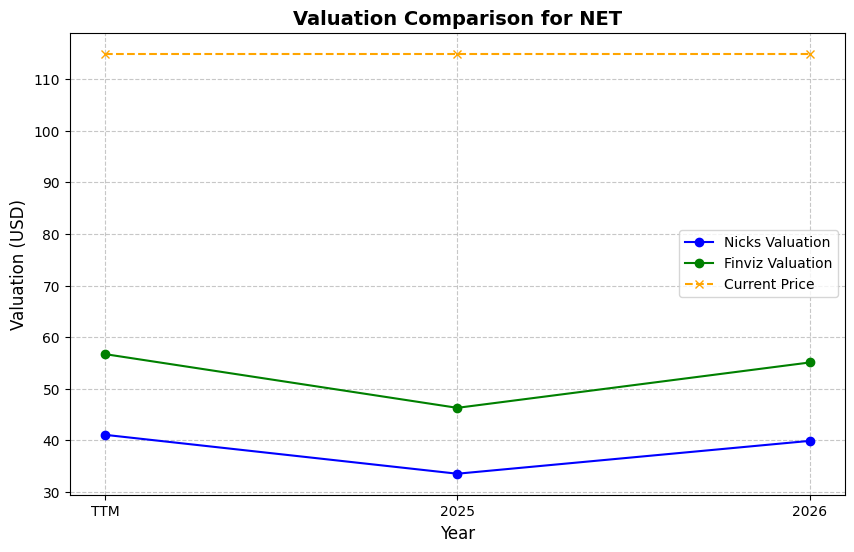 Valuation Comparison for NET
Valuation (USD)
110
100
90
80
70
60
50
40
30
Nicks Valuation
Finviz Valuation
Current Price
TTM
2025
2026
Year